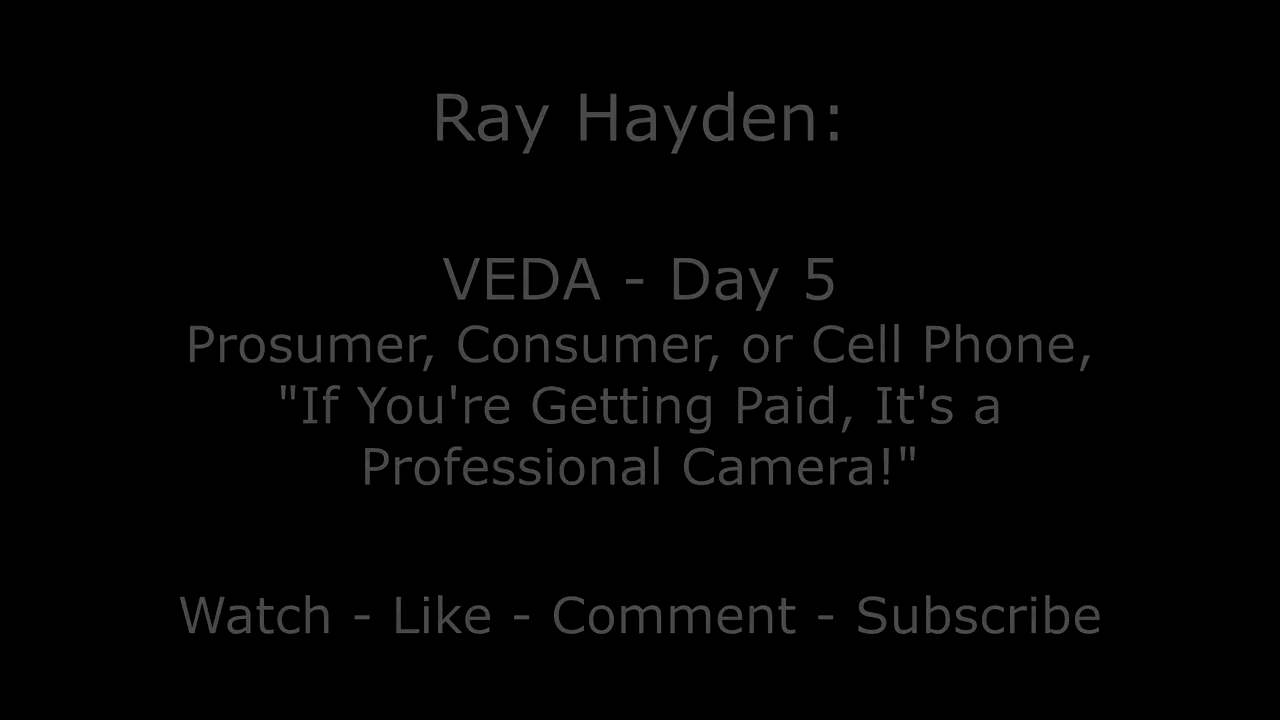 Ray Hayden:
VEDA - Day 5
Prosumer, Consumer, or Cell Phone,
"If You're Getting Paid, It's a
Professional Camera!"
Watch - Like - Comment - Subscribe